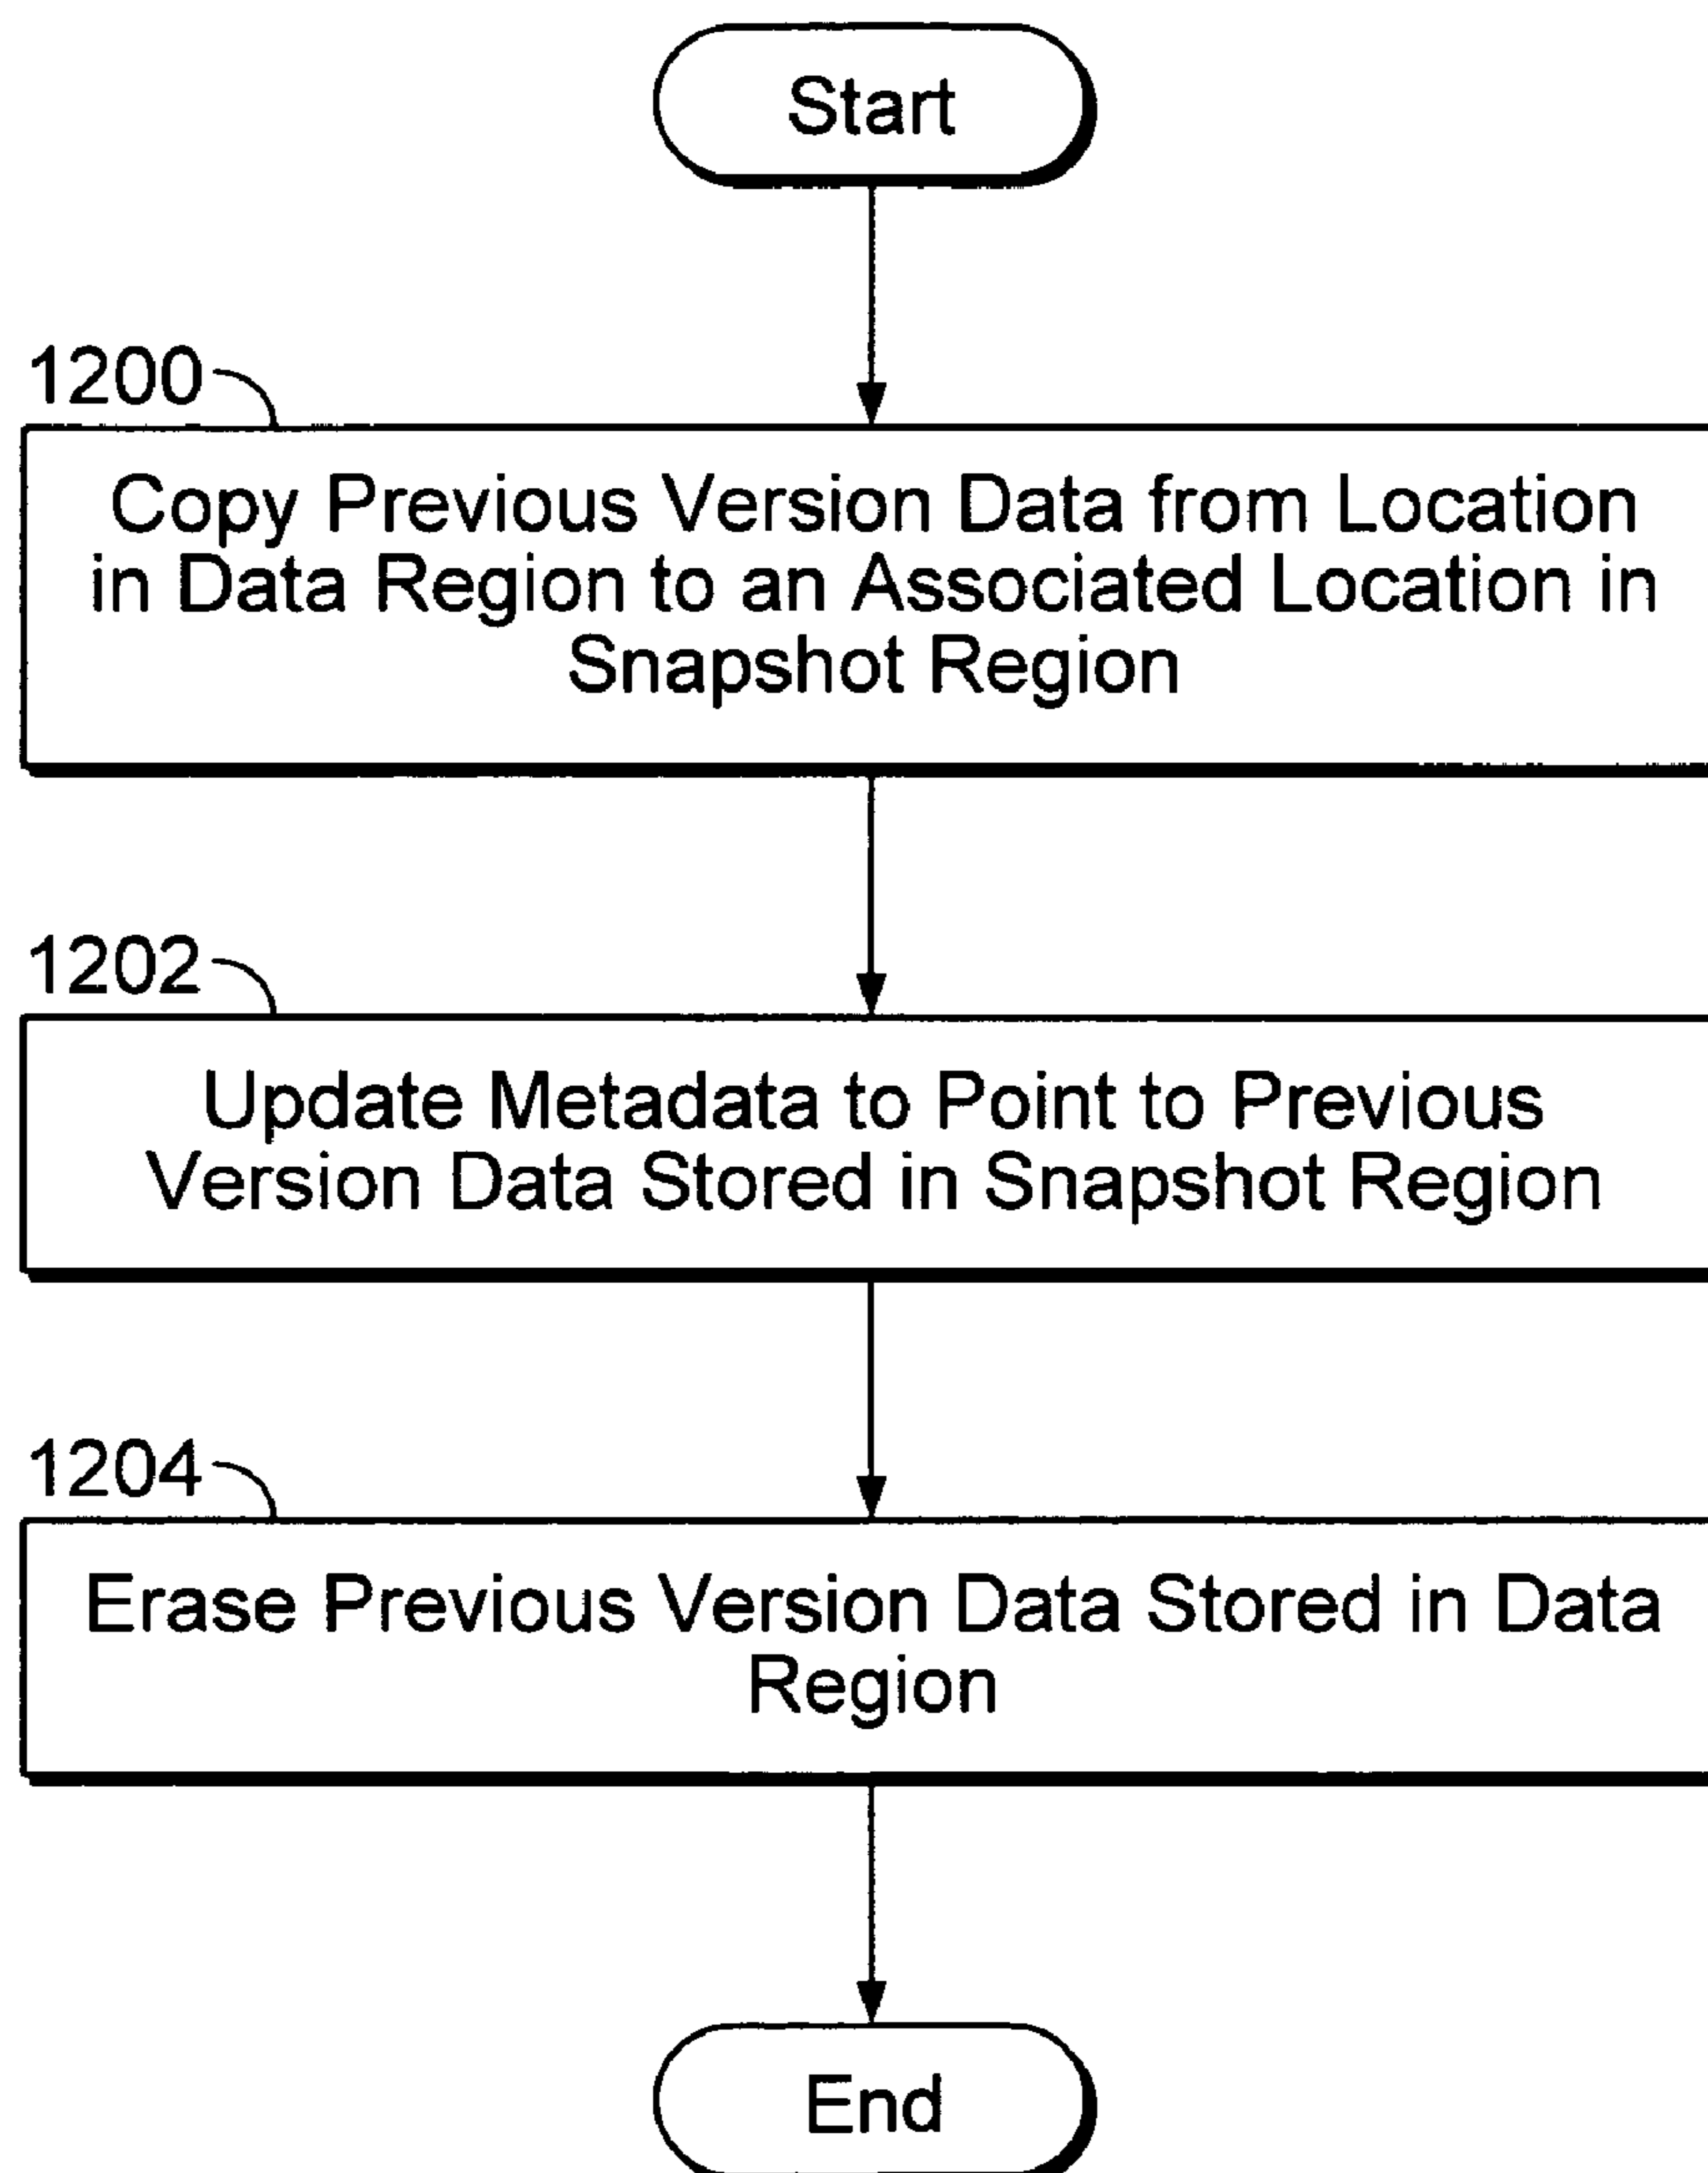 Start
1200
Copy Previous Version Data from Location
in Data Region to an Associated Location in
Snapshot Region
1202
Update Metadata to Point to Previous
Version Data Stored in Snapshot Region
1204
Erase Previous Version Data Stored in Data
Region
End